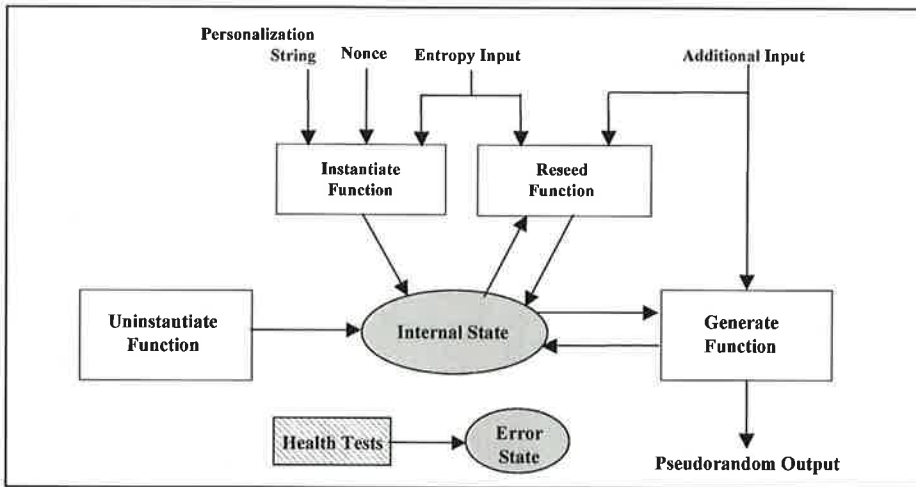 Personalization
String
Nonce
Entropy Input
Additional Input
Instantiate
Function
Reseed
Function
Uninstautiate
Function
Internal State
Generate
Function
Health Tests
Error
State
Pseudorandom Output